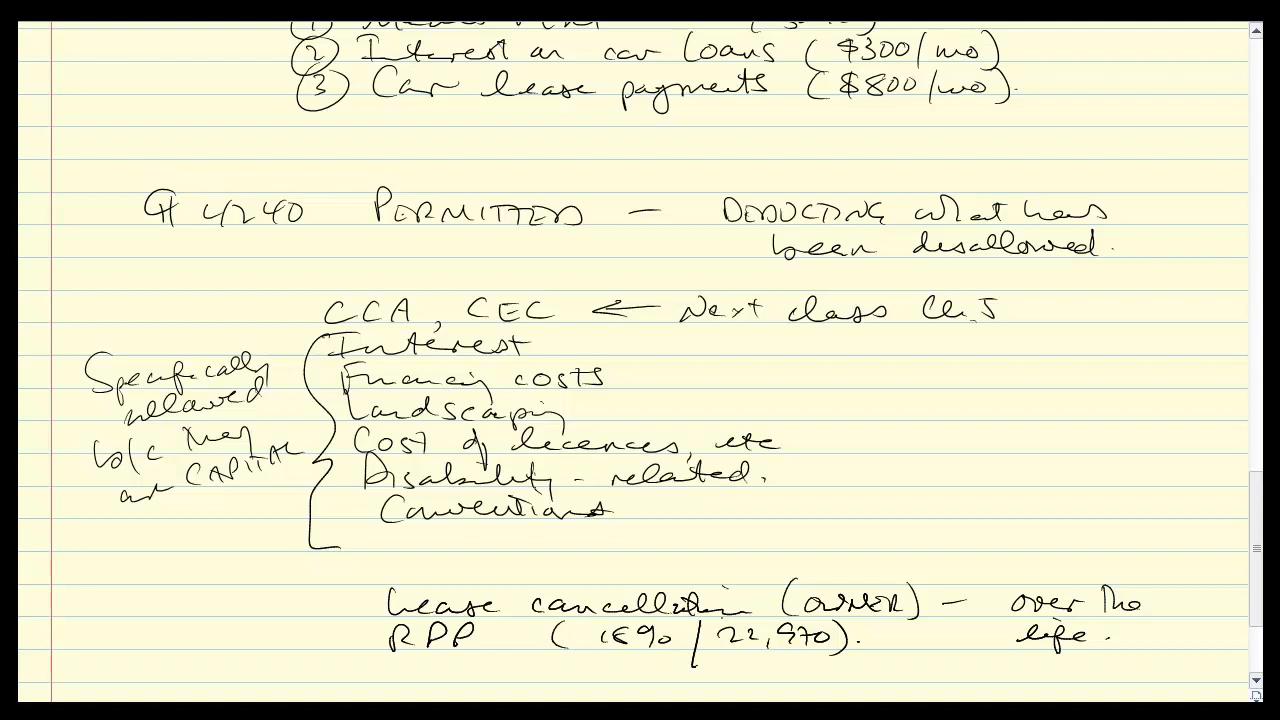 ② Interest on car loans ($300/mo)
③ Car lease payments ($800/mo).
¶ 4240 PERMITTED – DEDUCTING what has
been disallowed.
CCA, CEC ← Next class Ch. 5
Interest
Financing costs
Landscaping
Cost of licences, etc
Disability - related.
Conventions
Specifically
allowed
b/c they
are CAPITAL
Lease cancellation (OWNER) – over the
life.
RPP (18% / 22,970).